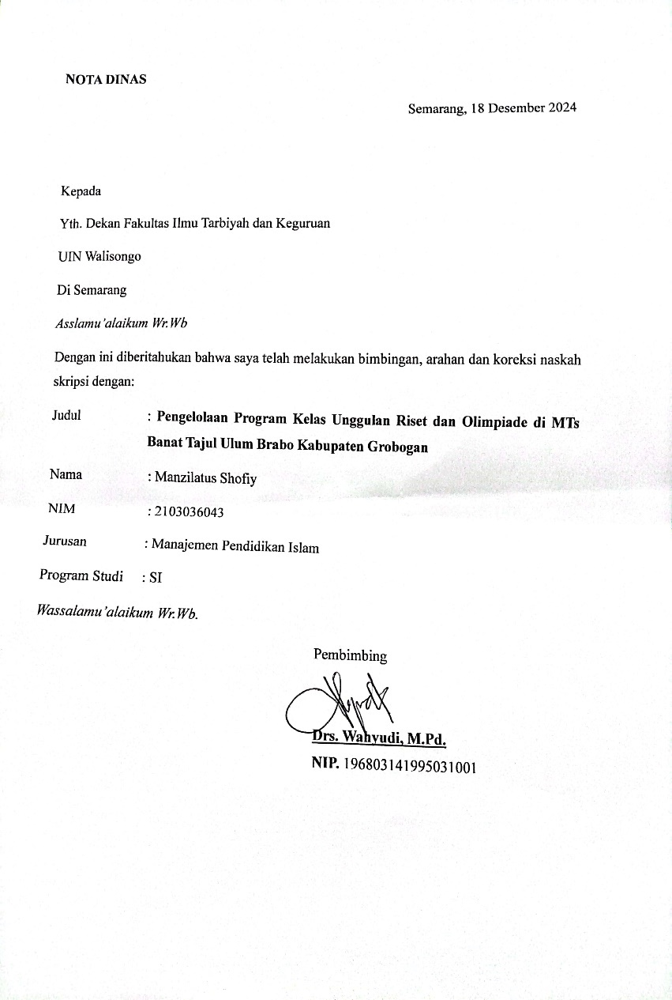 NOTA DINAS
Semarang, 18 Desember 2024
Kepada
Yth. Dekan Fakultas Ilmu Tarbiyah dan Keguruan
UIN Walisongo
Di Semarang
Asslamu'alaikum Wr.Wb
Dengan ini diberitahukan bahwa saya telah melakukan bimbingan, arahan dan koreksi naskah
skripsi dengan:
Judul : Pengelolaan Program Kelas Unggulan Riset dan Olimpiade di MTs
Banat Tajul Ulum Brabo Kabupaten Grobogan
Nama : Manzilatus Shofiy
NIM : 2103036043
Jurusan : Manajemen Pendidikan Islam
Program Studi : SI
Wassalamu'alaikum Wr.Wb.
Pembimbing
Drs. Wahyudi, M.Pd.
NIP. 196803141995031001